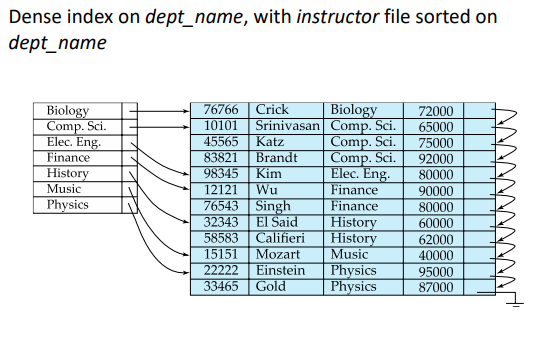 Dense index on dept_name, with instructor file sorted on
dept_name
Biology
Comp. Sci.
Elec. Eng.
Finance
History
Music
Physics
76766 Crick Biology 72000
10101 Srinivasan Comp. Sci. 65000
45565 Katz Comp. Sci. 75000
83821 Brandt Comp. Sci. 92000
98345 Kim Elec. Eng. 80000
12121 Wu Finance 90000
76543 Singh Finance 80000
32343 El Said History 60000
58583 Califieri History 62000
15151 Mozart Music 40000
22222 Einstein Physics 95000
33465 Gold Physics 87000